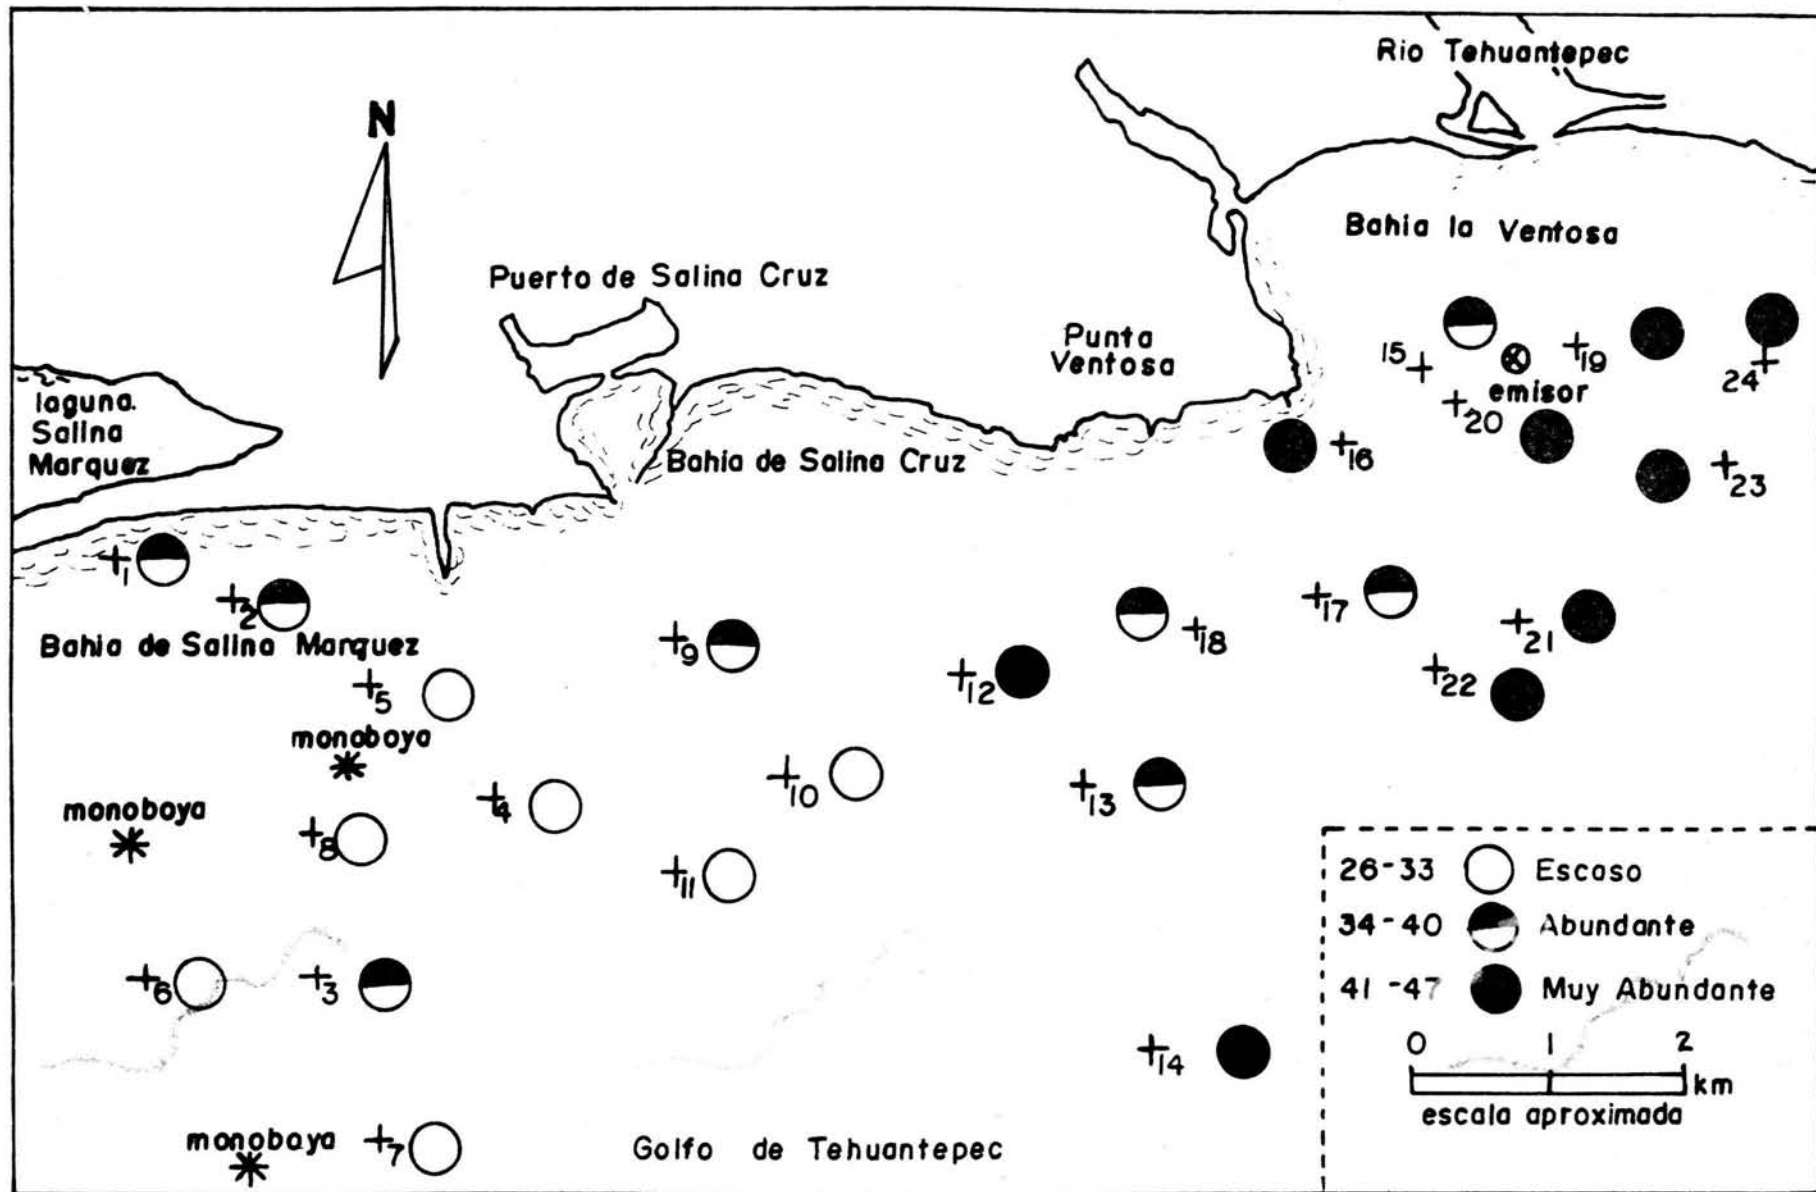 Rio Tehuantepec
N
Bahia la Ventosa
Puerto de Salina Cruz
Punta
Ventosa
15
19
24
emisor
20
laguna.
Salina
Marquez
Bahia de Salina Cruz
16
23
1
2
Bahia de Salina Marquez
9
18
17
21
5
12
22
monoboya
10
13
monoboya
4
8
11
26-33 Escaso
34-40 Abundante
41-47 Muy Abundante
6
3
14
0 1 2
km
escala aproximada
monoboya
7
Golfo de Tehuantepec